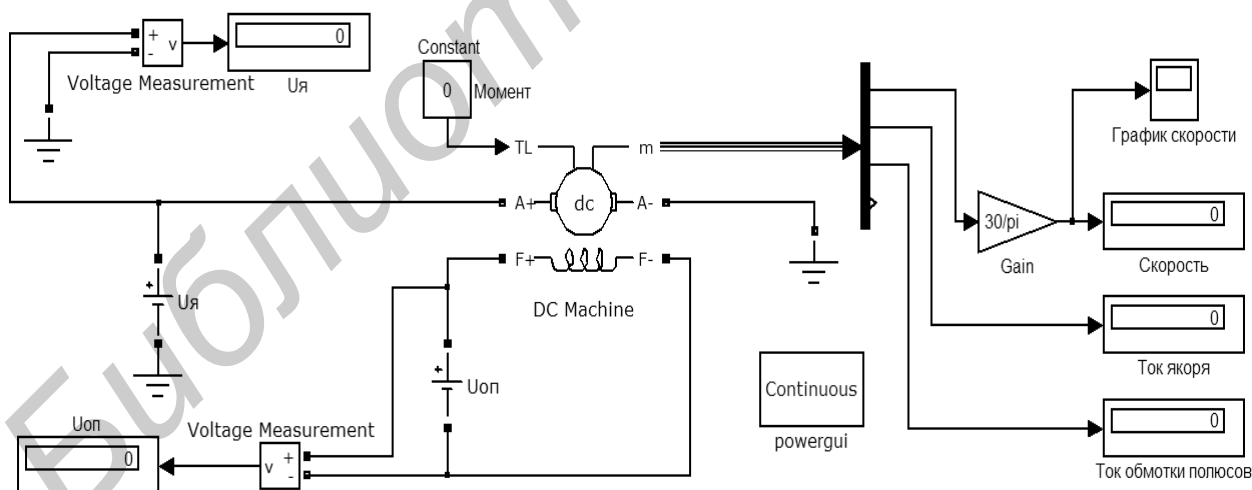 Библиот
+
-
v
0
Voltage Measurement
Uя
Constant
0
Момент
TL
m
A+
dc
A-
F+
F-
DC Machine
+
Uя
+
Uоп
Uоп
0
Voltage Measurement
v
+
-
Continuous
powergui
График скорости
30/pi
Gain
0
Скорость
0
Ток якоря
0
Ток обмотки полюсов